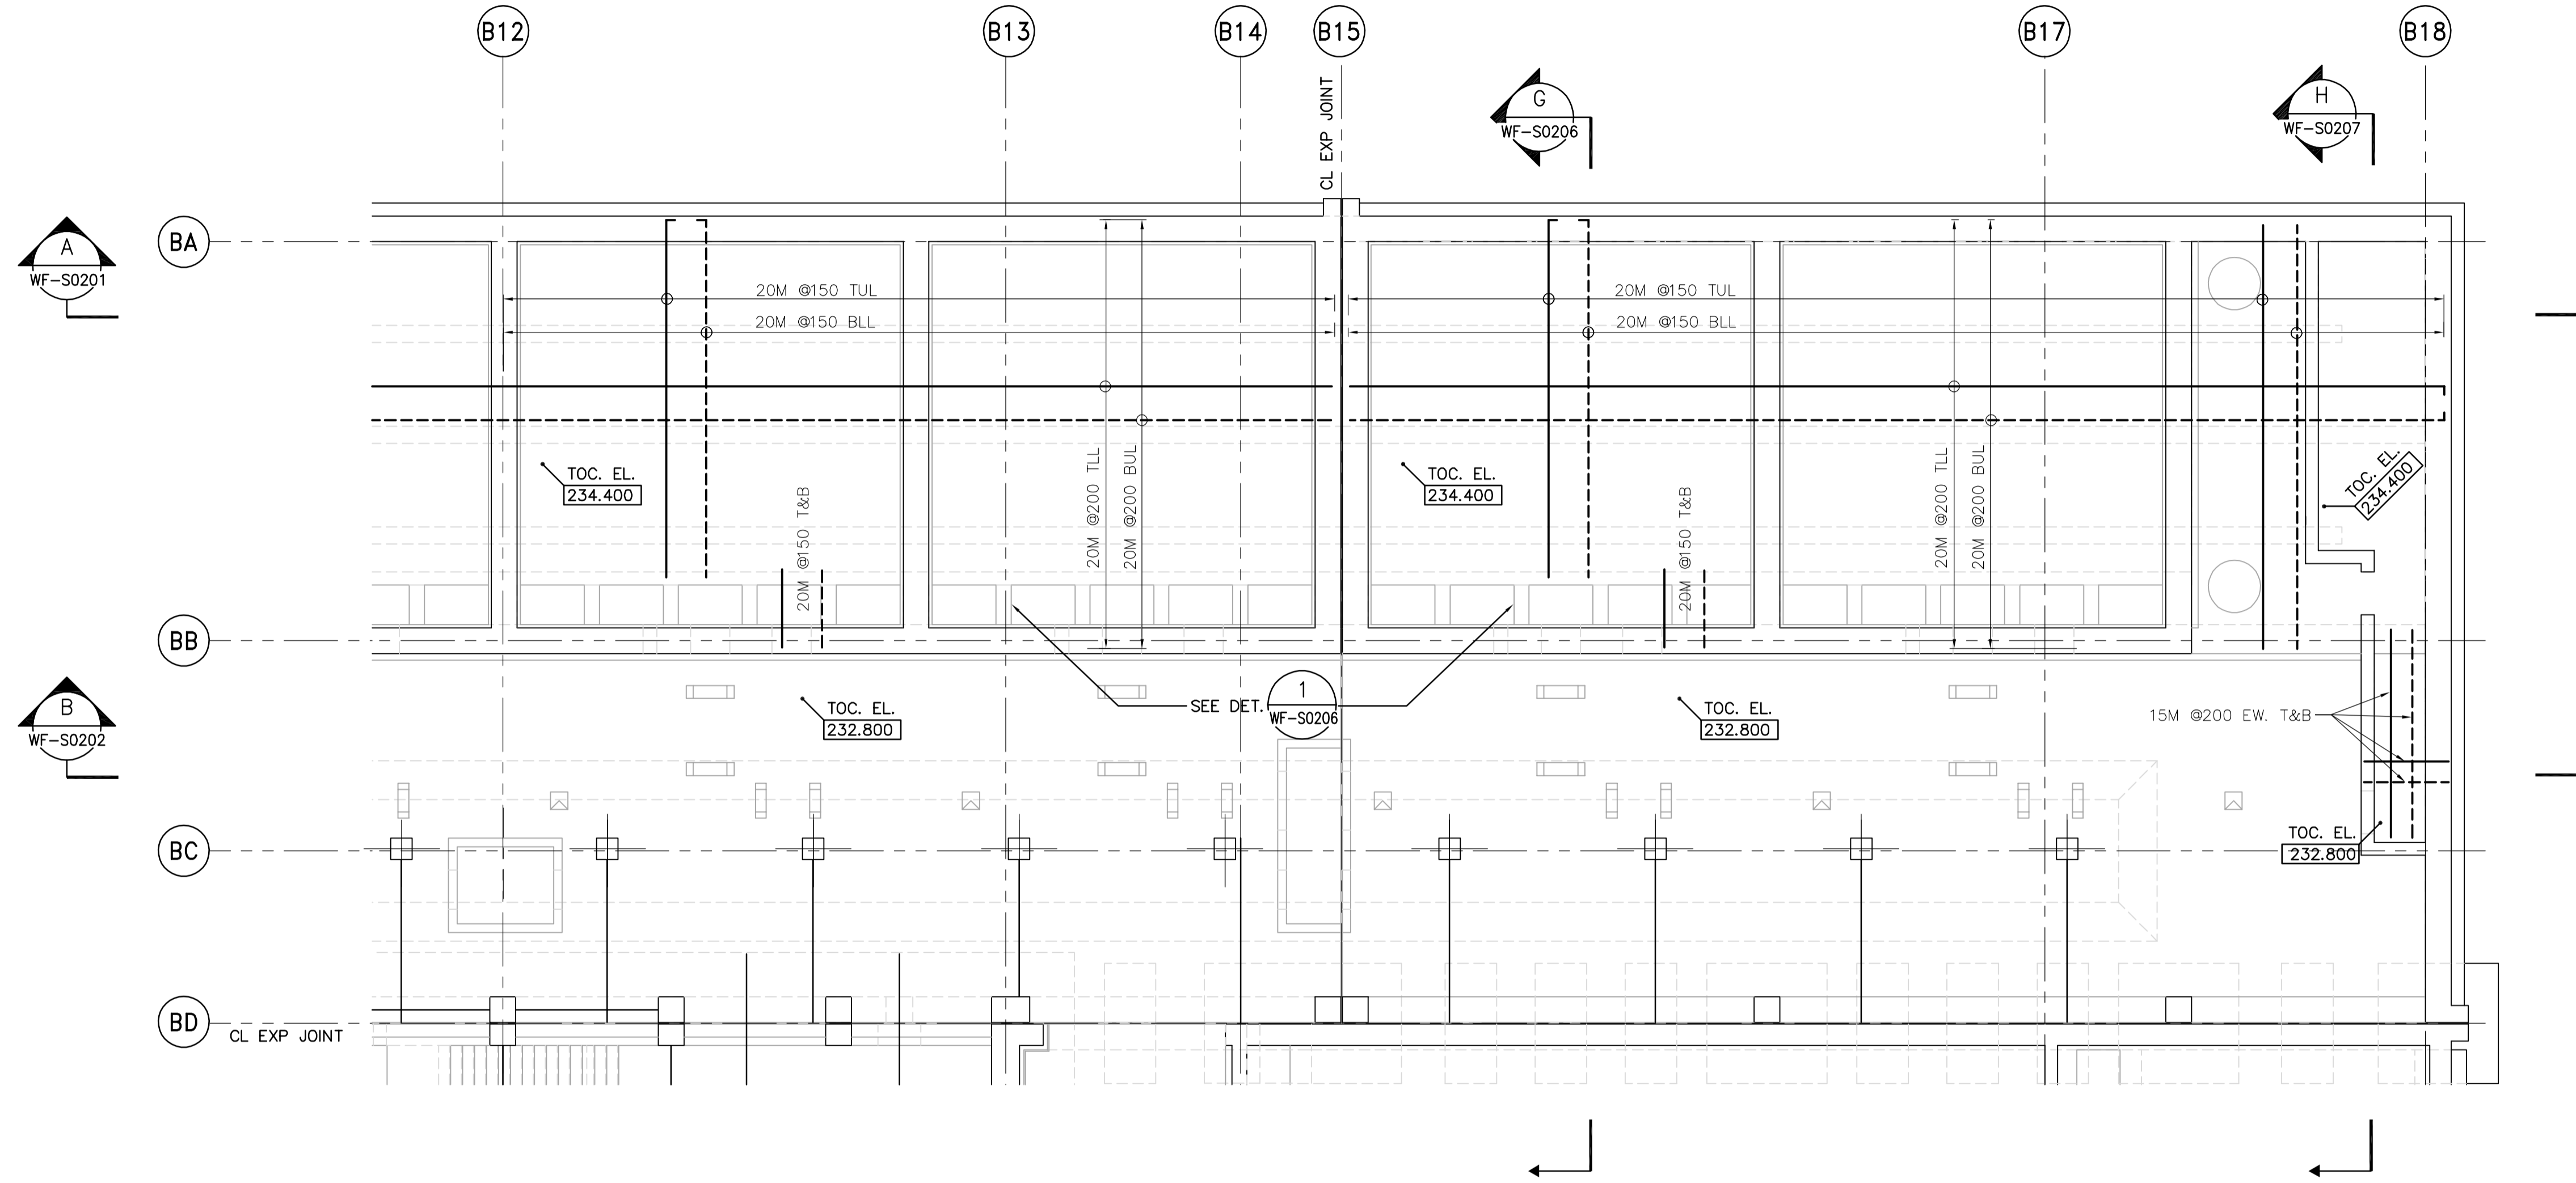 B12
B13
B14
B15
B17
B18
CL EXP JOINT
G
WF-S0206
H
WF-S0207
A
WF-S0201
BA
20M @150 TUL
20M @150 BLL
20M @150 TUL
20M @150 BLL
TOC. EL.
234.400
20M @150 T&B
20M @200 TLL
20M @200 BUL
TOC. EL.
234.400
20M @150 T&B
20M @200 TLL
20M @200 BUL
TOC. EL.
234.400
BB
B
WF-S0202
TOC. EL.
232.800
SEE DET.
1
WF-S0206
TOC. EL.
232.800
15M @200 EW. T&B
BC
TOC. EL.
232.800
BD
CL EXP JOINT